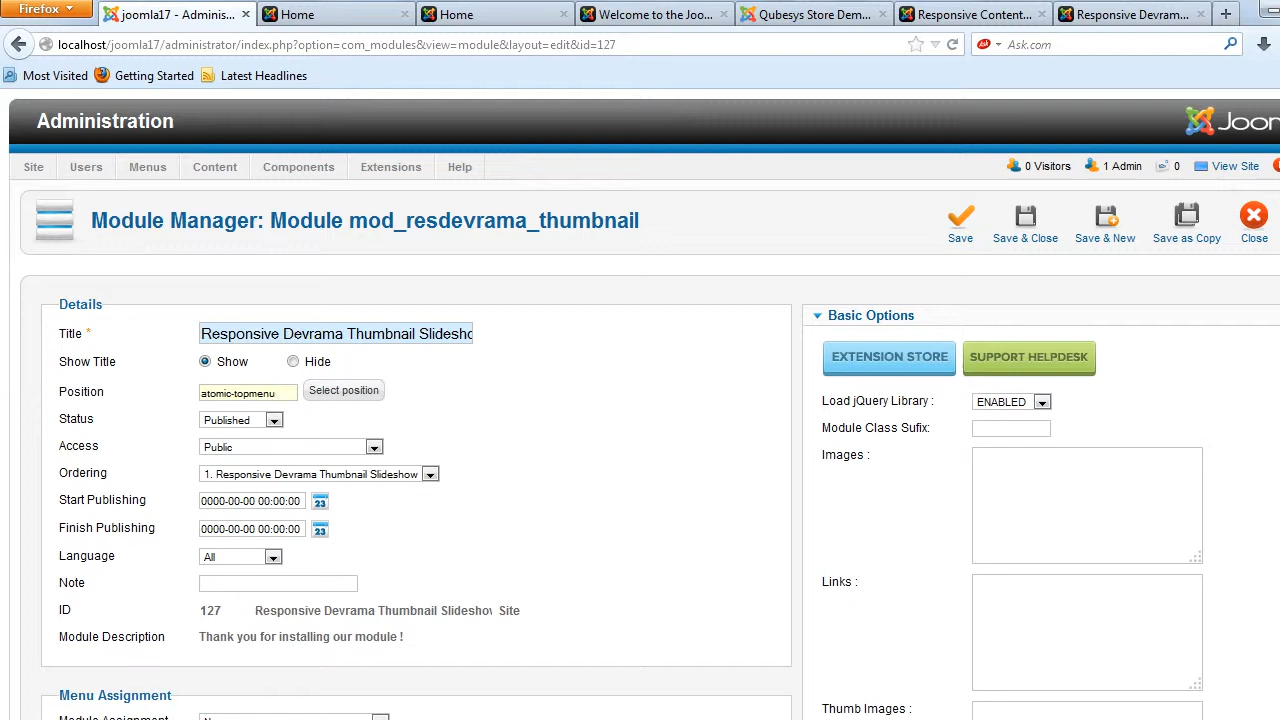 Firefox
joomla17 - Adminis...
Home
Home
Welcome to the Joo...
Qubesys Store Dem...
Responsive Content...
Responsive Devram...
localhost/joomla17/administrator/index.php?option=com_modules&view=module&layout=edit&id=127
Ask.com
Most Visited
Getting Started
Latest Headlines
Administration
Joon
Site
Users
Menus
Content
Components
Extensions
Help
0 Visitors
1 Admin
0
View Site
Module Manager: Module mod_resdevrama_thumbnail
Save
Save & Close
Save & New
Save as Copy
Close
Details
Title *
Responsive Devrama Thumbnail Slidesho
Show Title
Show
Hide
Position
atomic-topmenu
Select position
Status
Published
Access
Public
Ordering
1. Responsive Devrama Thumbnail Slideshow
Start Publishing
0000-00-00 00:00:00
23
Finish Publishing
0000-00-00 00:00:00
23
Language
All
Note
ID
127
Responsive Devrama Thumbnail Slideshov
Site
Module Description
Thank you for installing our module !
Menu Assignment
Module Assignment
Basic Options
EXTENSION STORE
SUPPORT HELPDESK
Load jQuery Library :
ENABLED
Module Class Sufix:
Images :
Links :
Thumb Images :